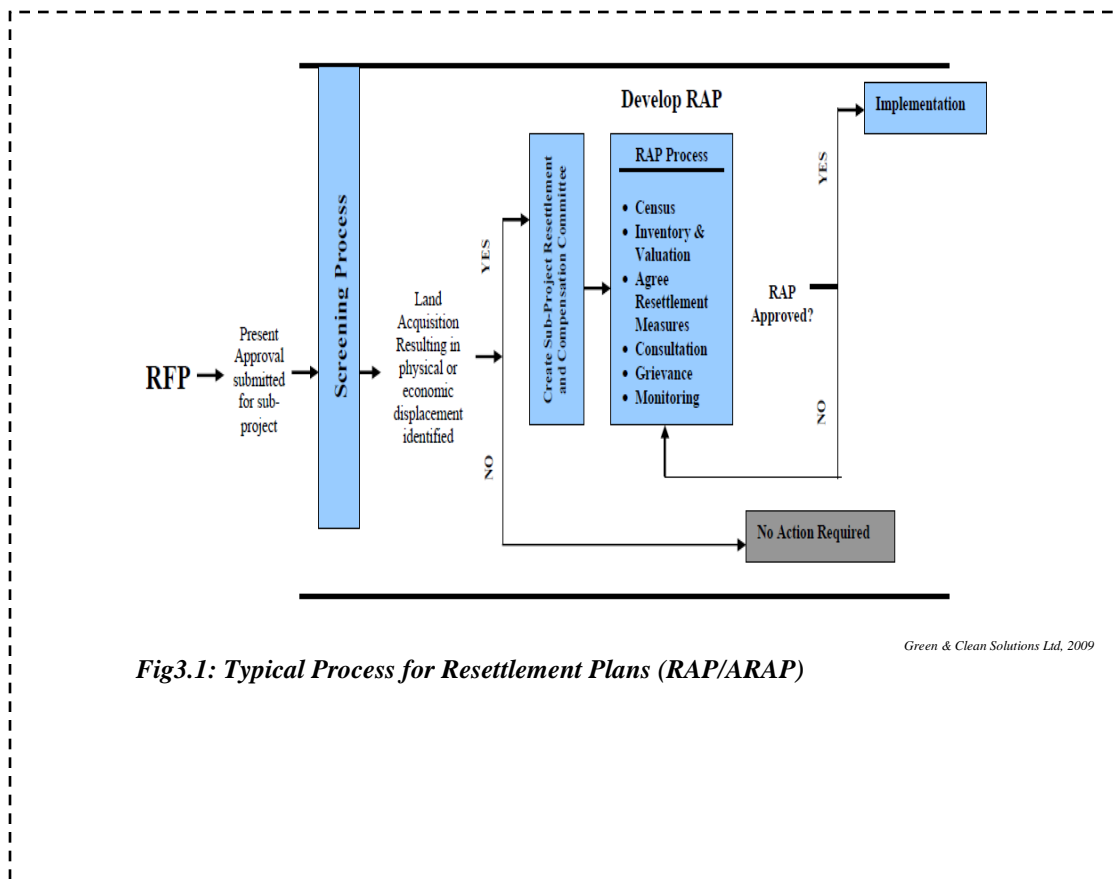 RFP
Present
Approval
submitted
for sub-
project
Screening Process
Land
Acquisition
Resulting in
physical or
economic
displacement
identified
YES
NO
Develop RAP
Create Sub-Project Resettlement
and Compensation Committee
RAP Process
• Census
• Inventory &
Valuation
• Agree
Resettlement
Measures
• Consultation
• Grievance
• Monitoring
RAP
Approved?
YES
NO
Implementation
No Action Required
Green & Clean Solutions Ltd, 2009
Fig3.1: Typical Process for Resettlement Plans (RAP/ARAP)